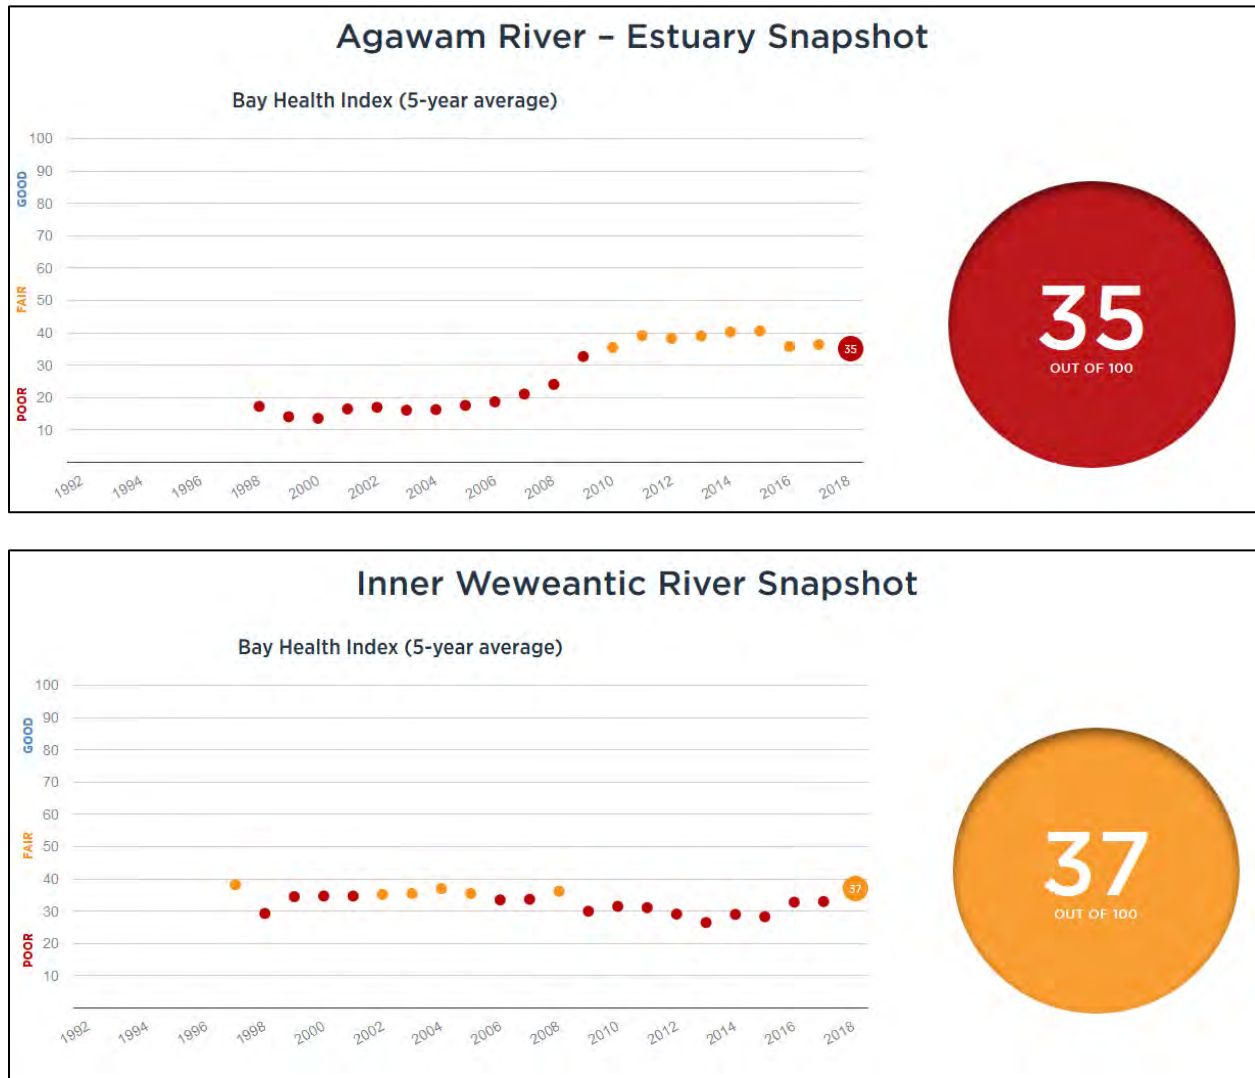 Agawam River – Estuary Snapshot
Bay Health Index (5-year average)
100
90
80
70
60
50
40
30
20
10
GOOD
FAIR
POOR
35
1992 1994 1996 1998 2000 2002 2004 2006 2008 2010 2012 2014 2016 2018
35
OUT OF 100
Inner Weweantic River Snapshot
Bay Health Index (5-year average)
100
90
80
70
60
50
40
30
20
10
GOOD
FAIR
POOR
37
1992 1994 1996 1998 2000 2002 2004 2006 2008 2010 2012 2014 2016 2018
37
OUT OF 100